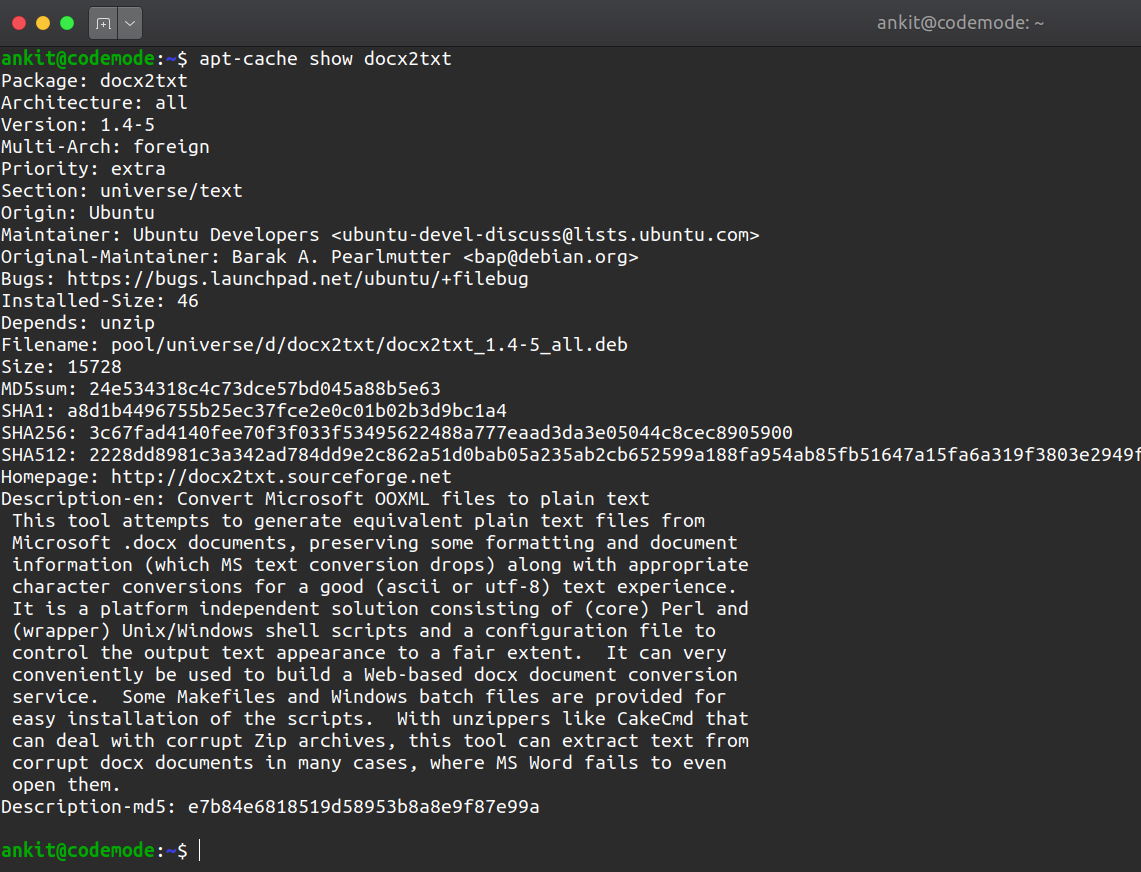 ankit@codemode: ~
ankit@codemode:~$ apt-cache show docx2txt
Package: docx2txt
Architecture: all
Version: 1.4-5
Multi-Arch: foreign
Priority: extra
Section: universe/text
Origin: Ubuntu
Maintainer: Ubuntu Developers <ubuntu-devel-discuss@lists.ubuntu.com>
Original-Maintainer: Barak A. Pearlmutter <bap@debian.org>
Bugs: https://bugs.launchpad.net/ubuntu/+filebug
Installed-Size: 46
Depends: unzip
Filename: pool/universe/d/docx2txt/docx2txt_1.4-5_all.deb
Size: 15728
MD5sum: 24e534318c4c73dce57bd045a88b5e63
SHA1: a8d1b4496755b25ec37fce2e0c01b02b3d9bc1a4
SHA256: 3c67fad4140fee70f3f033f53495622488a777eaad3da3e05044c8cec8905900
SHA512: 2228dd8981c3a342ad784dd9e2c862a51d0bab05a235ab2cb652599a188fa954ab85fb51647a15fa6a319f3803e2949f
Homepage: http://docx2txt.sourceforge.net
Description-en: Convert Microsoft OOXML files to plain text
 This tool attempts to generate equivalent plain text files from
 Microsoft .docx documents, preserving some formatting and document
 information (which MS text conversion drops) along with appropriate
 character conversions for a good (ascii or utf-8) text experience.
 It is a platform independent solution consisting of (core) Perl and
 (wrapper) Unix/Windows shell scripts and a configuration file to
 control the output text appearance to a fair extent.  It can very
 conveniently be used to build a Web-based docx document conversion
 service.  Some Makefiles and Windows batch files are provided for
 easy installation of the scripts.  With unzippers like CakeCmd that
 can deal with corrupt Zip archives, this tool can extract text from
 corrupt docx documents in many cases, where MS Word fails to even
 open them.
Description-md5: e7b84e6818519d58953b8a8e9f87e99a
ankit@codemode:~$